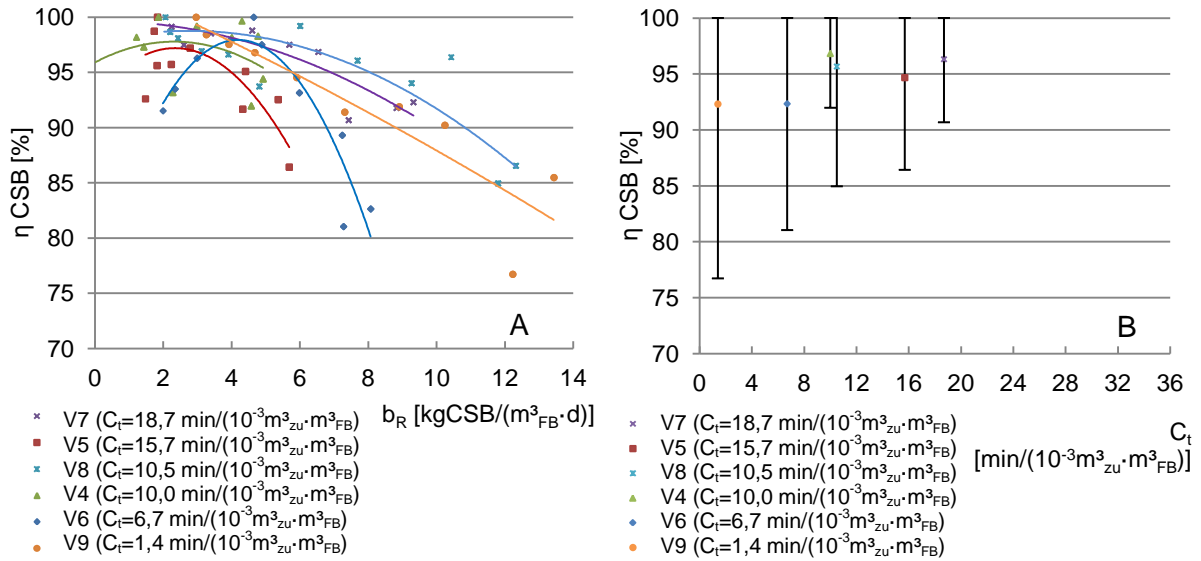 100
95
90
85
80
75
70
η CSB [%]
A
0 2 4 6 8 10 12 14
b_R [kgCSB/(m³_FB·d)]
V7 (C_t=18,7 min/(10⁻³m³_zu·m³_FB)
V5 (C_t=15,7 min/(10⁻³m³_zu·m³_FB)
V8 (C_t=10,5 min/(10⁻³m³_zu·m³_FB)
V4 (C_t=10,0 min/(10⁻³m³_zu·m³_FB)
V6 (C_t=6,7 min/(10⁻³m³_zu·m³_FB)
V9 (C_t=1,4 min/(10⁻³m³_zu·m³_FB)
100
95
90
85
80
75
70
η CSB [%]
B
0 4 8 12 16 20 24 28 32 36
C_t
[min/(10⁻³m³_zu·m³_FB)]
V7 (C_t=18,7 min/(10⁻³m³_zu·m³_FB)
V5 (C_t=15,7 min/(10⁻³m³_zu·m³_FB)
V8 (C_t=10,5 min/(10⁻³m³_zu·m³_FB)
V4 (C_t=10,0 min/(10⁻³m³_zu·m³_FB)
V6 (C_t=6,7 min/(10⁻³m³_zu·m³_FB)
V9 (C_t=1,4 min/(10⁻³m³_zu·m³_FB)